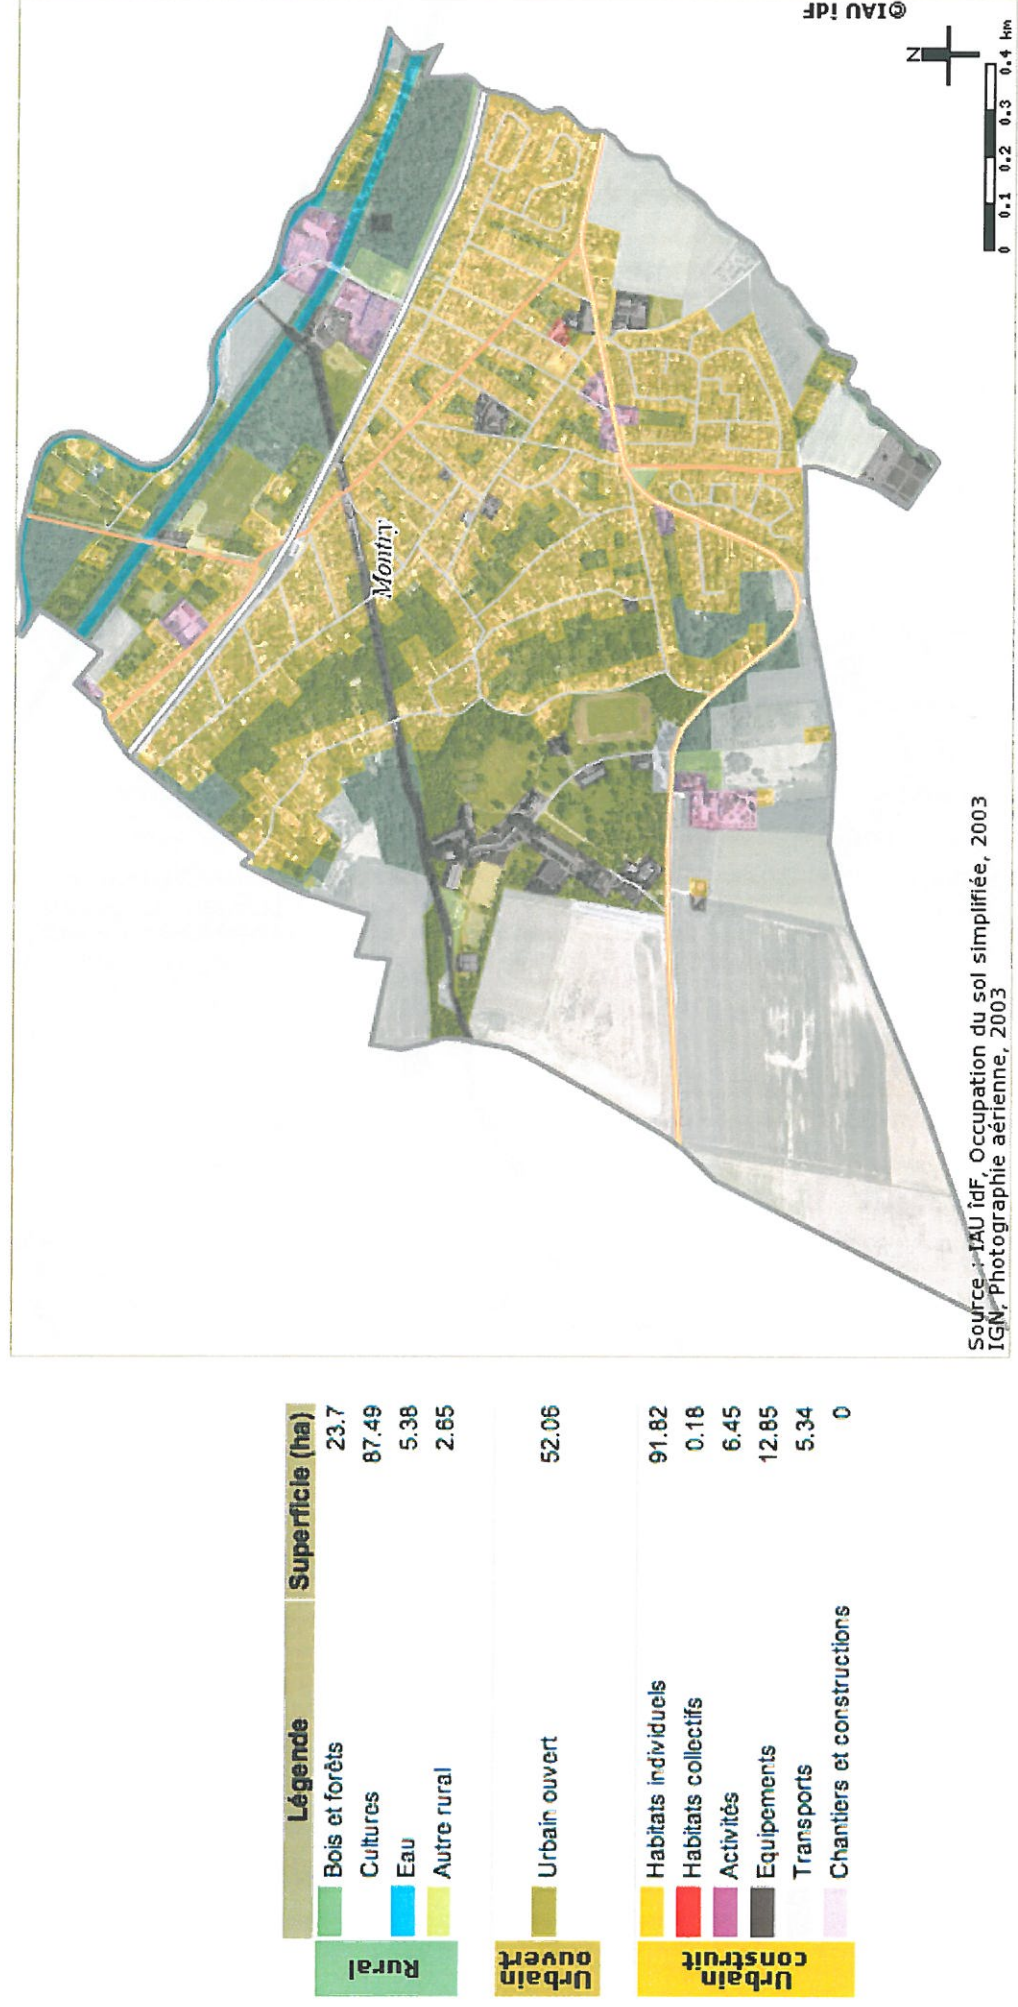 Légende Superficie (ha)
Rural
Bois et forêts 23.7
Cultures 87.49
Eau 5.38
Autre rural 2.65
Urbain ouvert
Urbain ouvert 52.06
Urbain construit
Habitats individuels 91.82
Habitats collectifs 0.18
Activités 6.45
Equipements 12.85
Transports 5.34
Chantiers et constructions 0
Montry
Source : IAU îdF, Occupation du sol simplifiée, 2003
IGN, Photographie aérienne, 2003
N
0 0.1 0.2 0.3 0.4 km
©IAU îdF